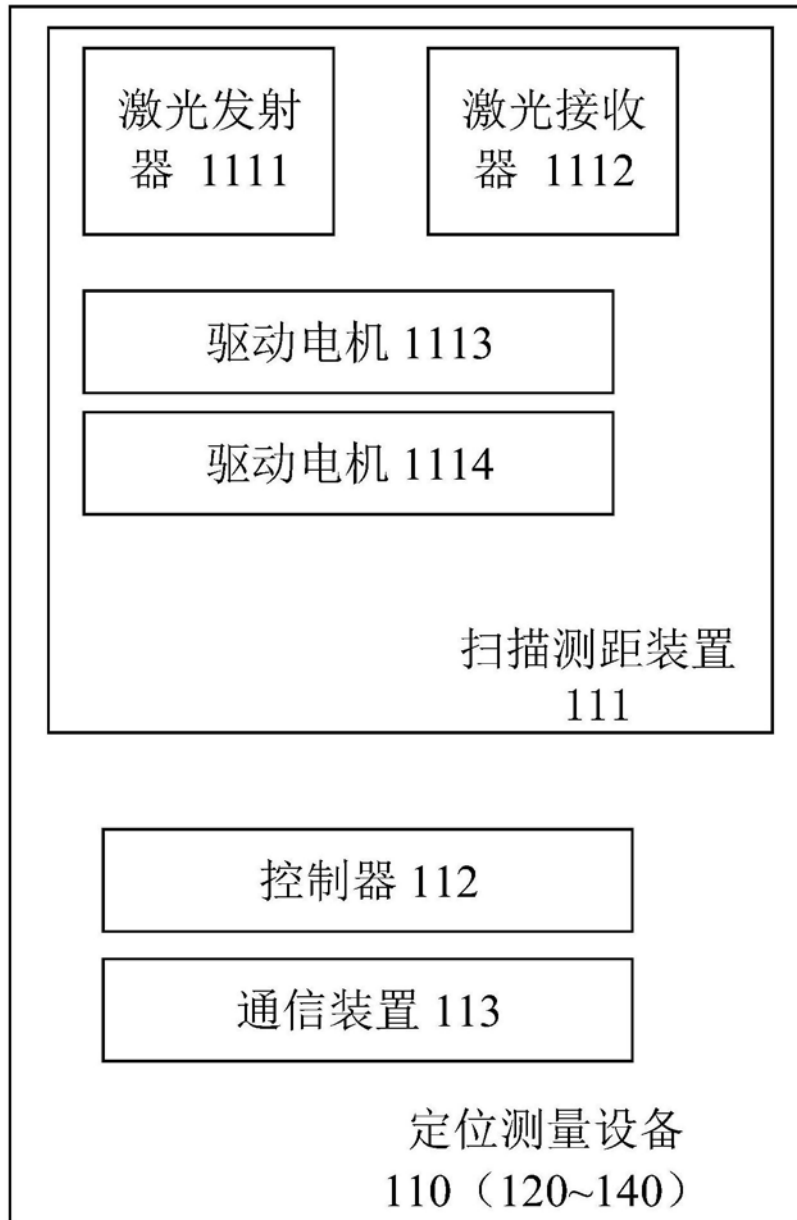 激光发射
器 1111
激光接收
器 1112
驱动电机 1113
驱动电机 1114
扫描测距装置
111
控制器 112
通信装置 113
定位测量设备
110（120~140）